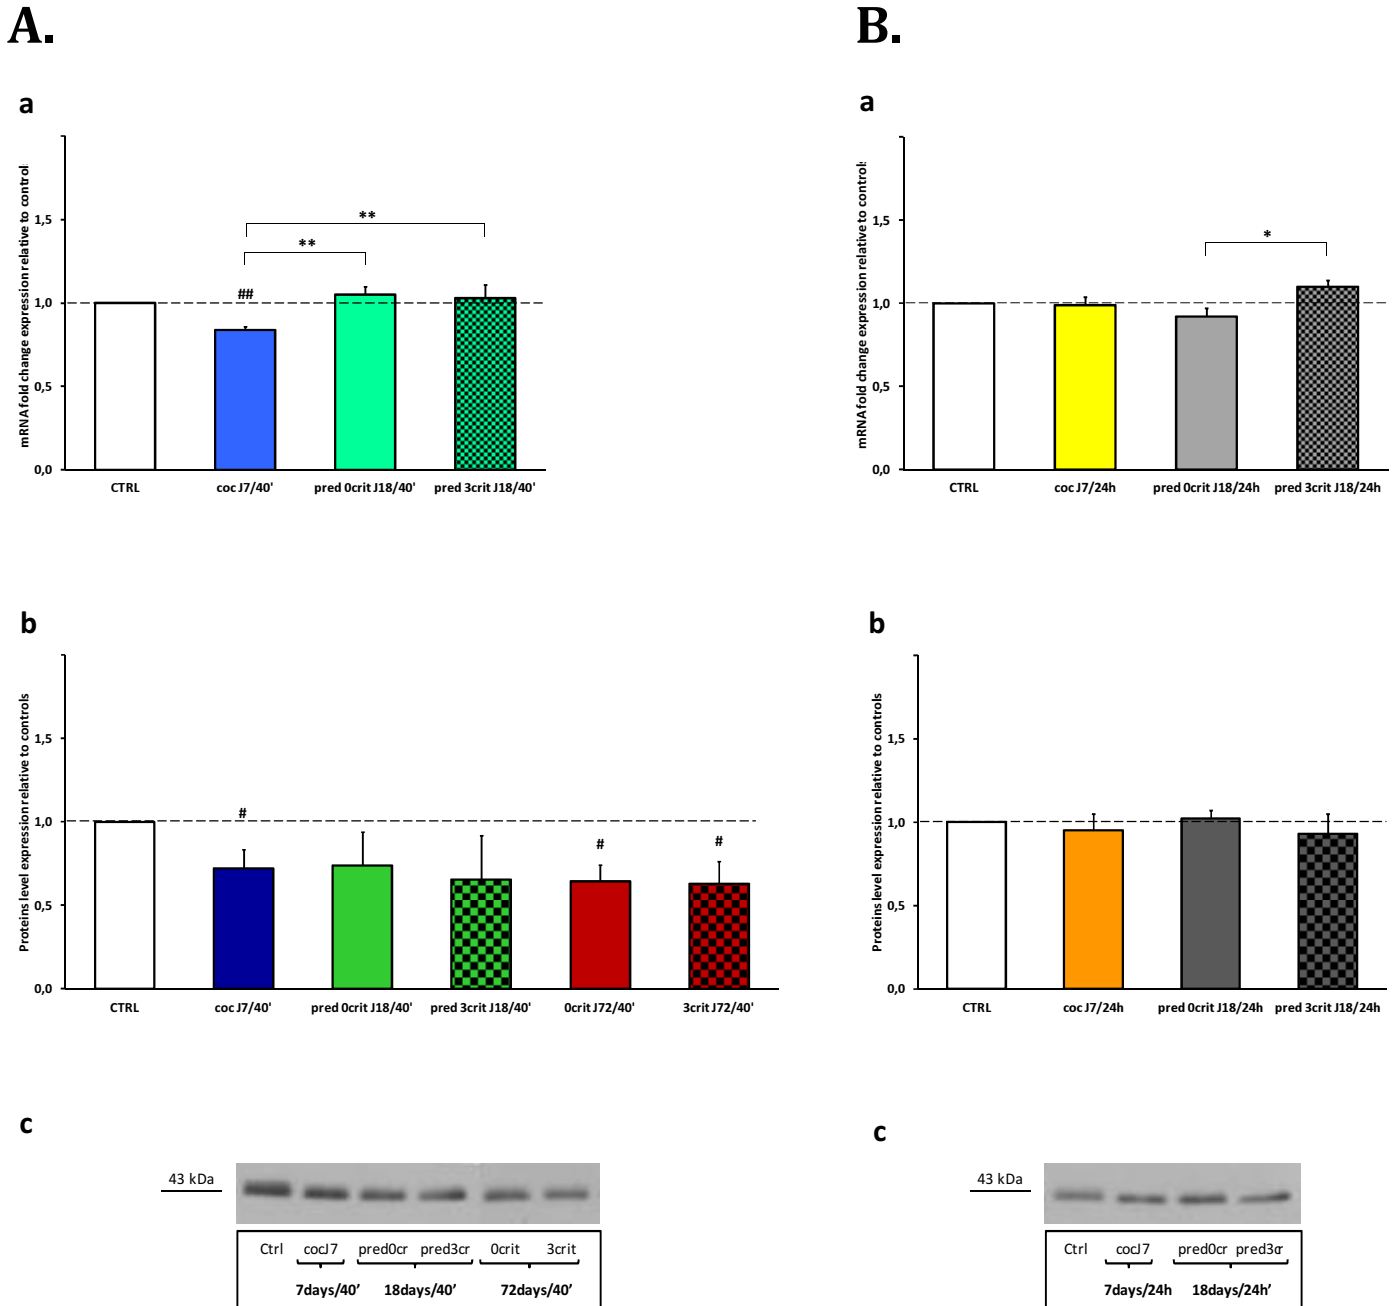 A.
B.
a
mRNA fold change expression relative to controls
1,5
1,0
0,5
0,0
**
**
##
CTRL
coc J7/40'
pred 0crit J18/40'
pred 3crit J18/40'
a
mRNA fold change expression relative to controls
1,5
1,0
0,5
0,0
*
CTRL
coc J7/24h
pred 0crit J18/24h
pred 3crit J18/24h
b
Proteins level expression relative to controls
1,5
1,0
0,5
0,0
#
#
#
CTRL
coc J7/40'
pred 0crit J18/40'
pred 3crit J18/40'
0crit J72/40'
3crit J72/40'
b
Proteins level expression relative to controls
1,5
1,0
0,5
0,0
CTRL
coc J7/24h
pred 0crit J18/24h
pred 3crit J18/24h
c
43 kDa
Ctrl cocJ7 pred0cr pred3cr 0crit 3crit
7days/40’ 18days/40’ 72days/40’
c
43 kDa
Ctrl cocJ7 pred0cr pred3cr
7days/24h 18days/24h’